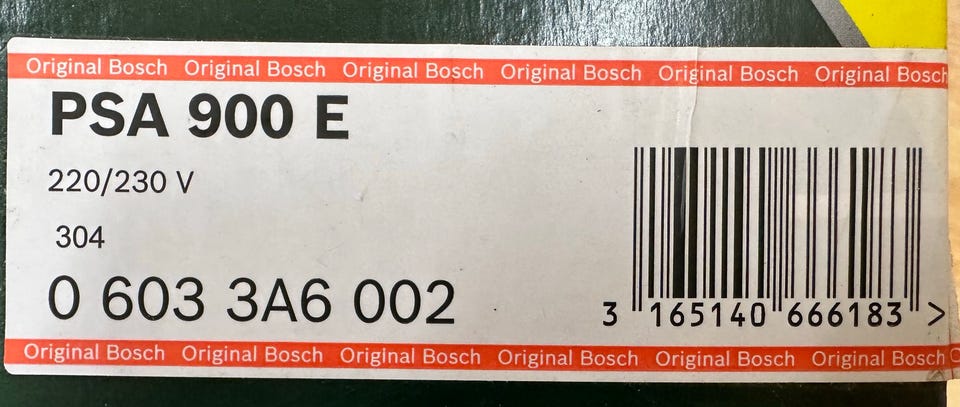 Original Bosch Original Bosch Original Bosch Original Bosch Original Bosch Original Bosch
PSA 900 E
220/230 V
304
0 603 3A6 002
3 165140 666183 >
Original Bosch Original Bosch Original Bosch Original Bosch Original Bosch Original Bosch